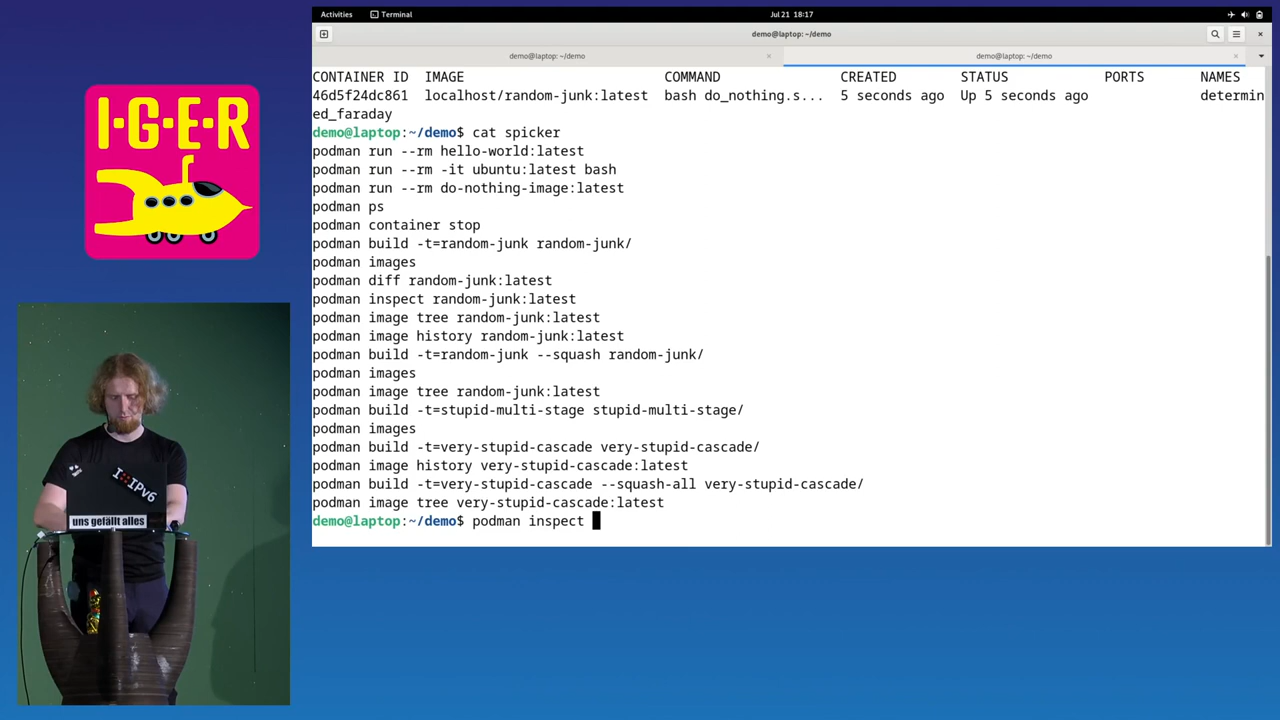 Activities Terminal Jul 21 18:17
demo@laptop: ~/demo
demo@laptop: ~/demo demo@laptop: ~/demo
CONTAINER ID IMAGE COMMAND CREATED STATUS PORTS NAMES
46d5f24dc861 localhost/random-junk:latest bash do_nothing.s... 5 seconds ago Up 5 seconds ago determin
ed_faraday
demo@laptop:~/demo$ cat spicker
podman run --rm hello-world:latest
podman run --rm -it ubuntu:latest bash
podman run --rm do-nothing-image:latest
podman ps
podman container stop
podman build -t=random-junk random-junk/
podman images
podman diff random-junk:latest
podman inspect random-junk:latest
podman image tree random-junk:latest
podman image history random-junk:latest
podman build -t=random-junk --squash random-junk/
podman images
podman image tree random-junk:latest
podman build -t=stupid-multi-stage stupid-multi-stage/
podman images
podman build -t=very-stupid-cascade very-stupid-cascade/
podman image history very-stupid-cascade:latest
podman build -t=very-stupid-cascade --squash-all very-stupid-cascade/
podman image tree very-stupid-cascade:latest
demo@laptop:~/demo$ podman inspect
I·G·E·R
IPv6
uns gefällt alles